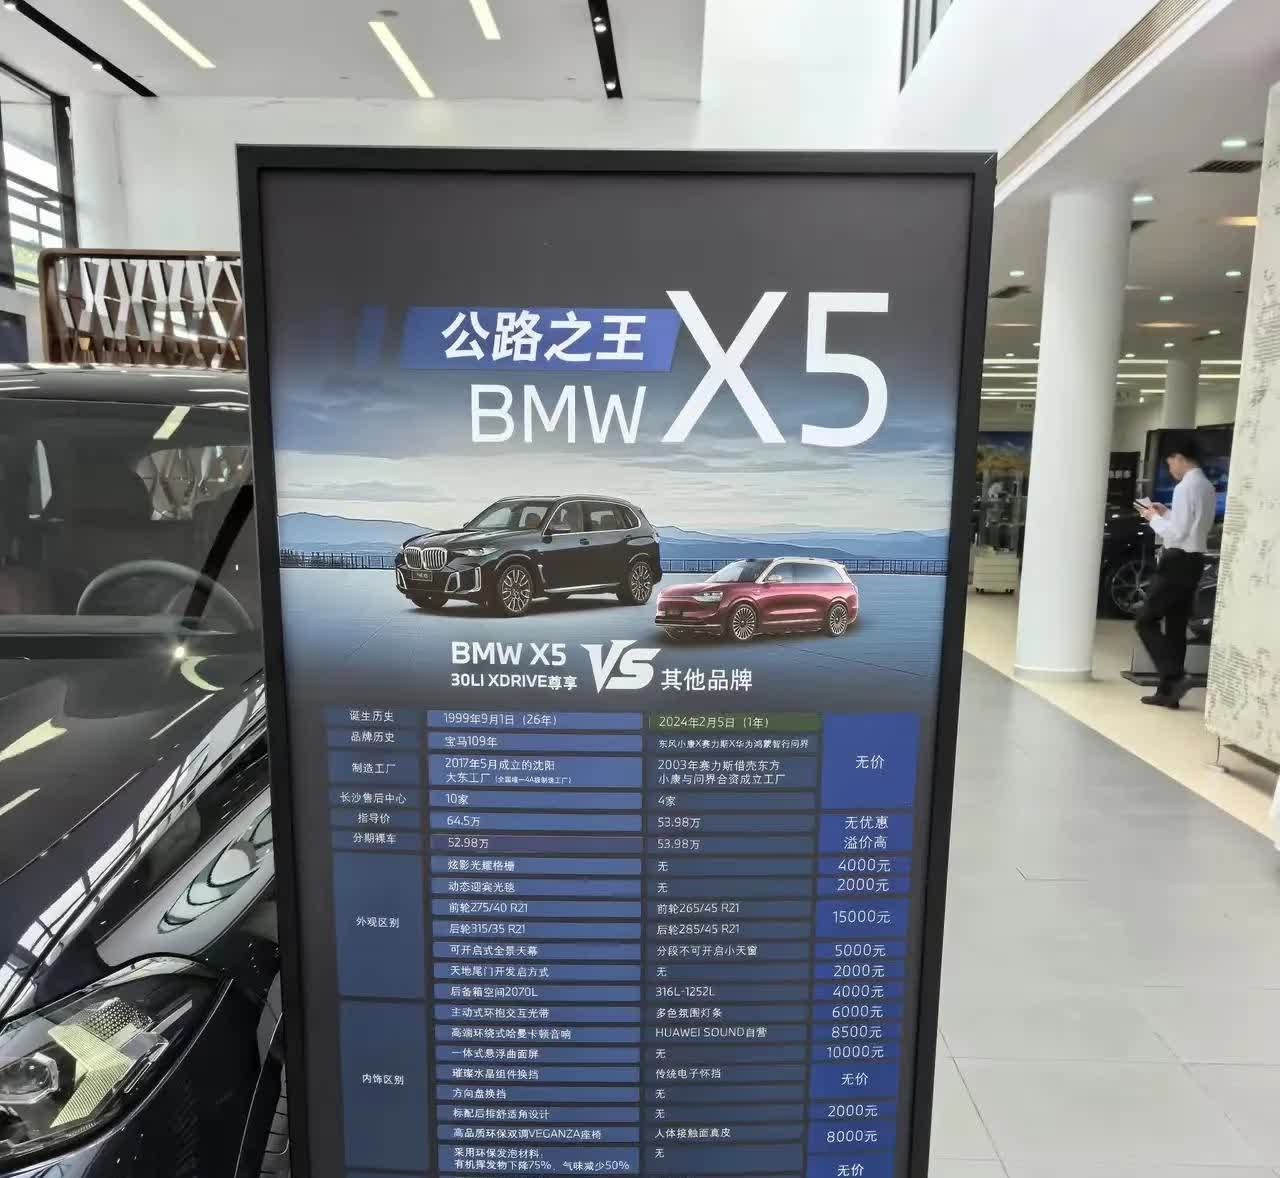 公路之王
BMW X5
BMW X5
30LI XDRIVE尊享
VS
其他品牌
诞生历史 1999年9月1日（26年） 2024年2月5日（1年） 无价
品牌历史 宝马109年 东风小康X赛力斯X华为鸿蒙智行问界
制造工厂 2017年5月成立的沈阳 2003年赛力斯借壳东方
大东工厂 小康与问界合资成立工厂
长沙售后中心 10家 4家
指导价 64.5万 53.98万 无优惠
分期裸车 52.98万 53.98万 溢价高
外观区别
炫影光耀格栅 无 4000元
动态迎宾光毯 无 2000元
前轮275/40 R21 前轮265/45 R21 15000元
后轮315/35 R21 后轮285/45 R21
可开启式全景天幕 分段不可开启小天窗 5000元
天地尾门开发启方式 无 2000元
后备箱空间2070L 316L-1252L 4000元
内饰区别
主动式环抱交互光带 多色氛围灯条 6000元
高端环绕式哈曼卡顿音响 HUAWEI SOUND自营 8500元
一体式悬浮曲面屏 无 10000元
璀璨水晶组件换挡 传统电子怀挡 无价
方向盘换挡 无
标配后排舒适角设计 无 2000元
高品质环保双调VEGANZA座椅 人体接触面真皮 8000元
采用环保发泡材料, 无 无价
有机挥发物下降75%、气味减少50%